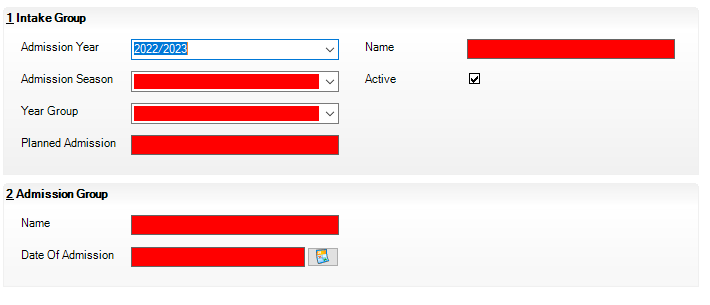 1 Intake Group
Admission Year 2022/2023 Name
Admission Season Active
Year Group
Planned Admission
2 Admission Group
Name
Date Of Admission